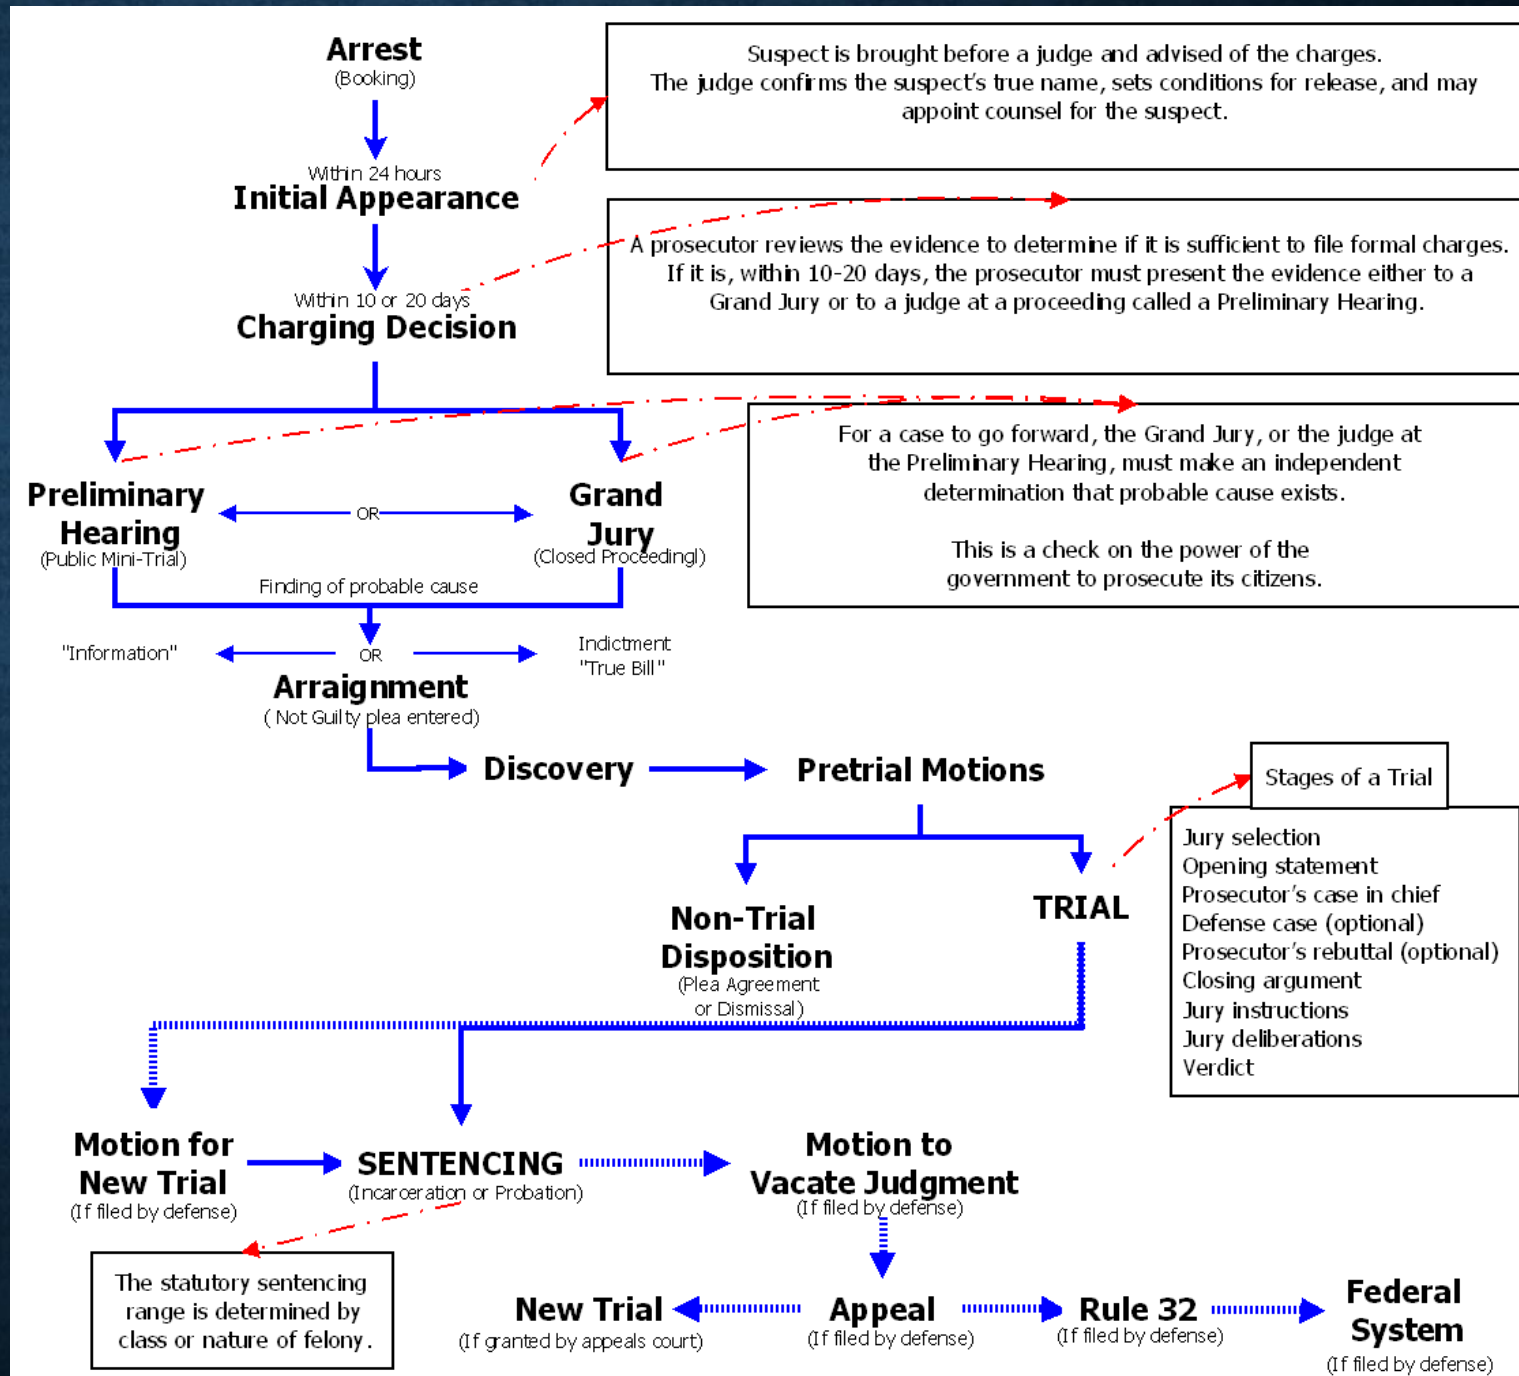 Arrest
(Booking)
Suspect is brought before a judge and advised of the charges.
The judge confirms the suspect's true name, sets conditions for release, and may
appoint counsel for the suspect.
Within 24 hours
Initial Appearance
A prosecutor reviews the evidence to determine if it is sufficient to file formal charges.
If it is, within 10-20 days, the prosecutor must present the evidence either to a
Grand Jury or to a judge at a proceeding called a Preliminary Hearing.
Within 10 or 20 days
Charging Decision
For a case to go forward, the Grand Jury, or the judge at
the Preliminary Hearing, must make an independent
determination that probable cause exists.
This is a check on the power of the
government to prosecute its citizens.
Preliminary
Hearing
(Public Mini-Trial)
OR
Grand
Jury
(Closed Proceedingl)
Finding of probable cause
"Information"
OR
Indictment
"True Bill"
Arraignment
( Not Guilty plea entered)
Discovery
Pretrial Motions
Stages of a Trial
Jury selection
Opening statement
Prosecutor's case in chief
Defense case (optional)
Prosecutor's rebuttal (optional)
Closing argument
Jury instructions
Jury deliberations
Verdict
Non-Trial
Disposition
(Plea Agreement
or Dismissal)
TRIAL
Motion for
New Trial
(If filed by defense)
SENTENCING
(Incarceration or Probation)
Motion to
Vacate Judgment
(If filed by defense)
The statutory sentencing
range is determined by
class or nature of felony.
New Trial
(If granted by appeals court)
Appeal
(If filed by defense)
Rule 32
(If filed by defense)
Federal
System
(If filed by defense)